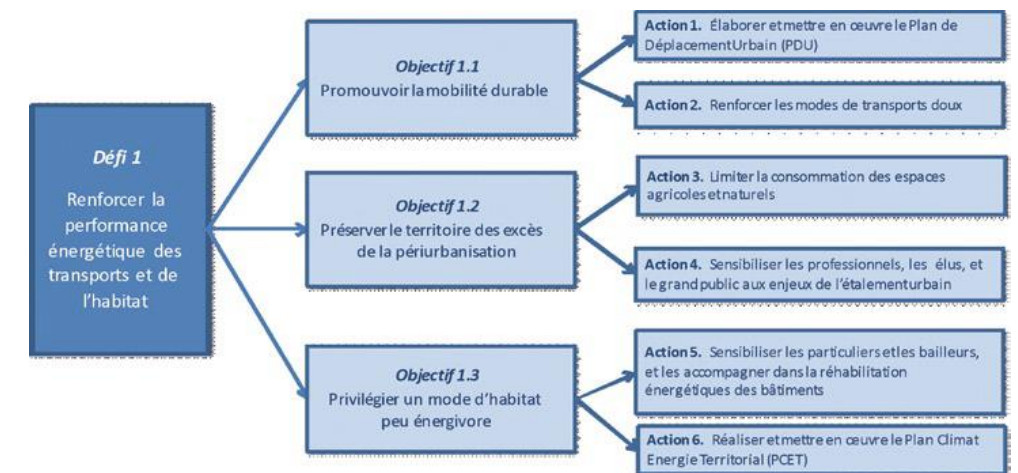 Défi 1
Renforcer la
performance
énergétique des
transports et de
l'habitat
Objectif 1.1
Promouvoir la mobilité durable
Action 1. Élaborer et mettre en œuvre le Plan de
Déplacement Urbain (PDU)
Action 2. Renforcer les modes de transports doux
Objectif 1.2
Préserver le territoire des excès
de la périurbanisation
Action 3. Limiter la consommation des espaces
agricoles et naturels
Action 4. Sensibiliser les professionnels, les élus, et
le grand public aux enjeux de l'étalement urbain
Objectif 1.3
Privilégier un mode d'habitat
peu énergivore
Action 5. Sensibiliser les particuliers et les bailleurs,
et les accompagner dans la réhabilitation
énergétiques des bâtiments
Action 6. Réaliser et mettre en œuvre le Plan Climat
Energie Territorial (PCET)